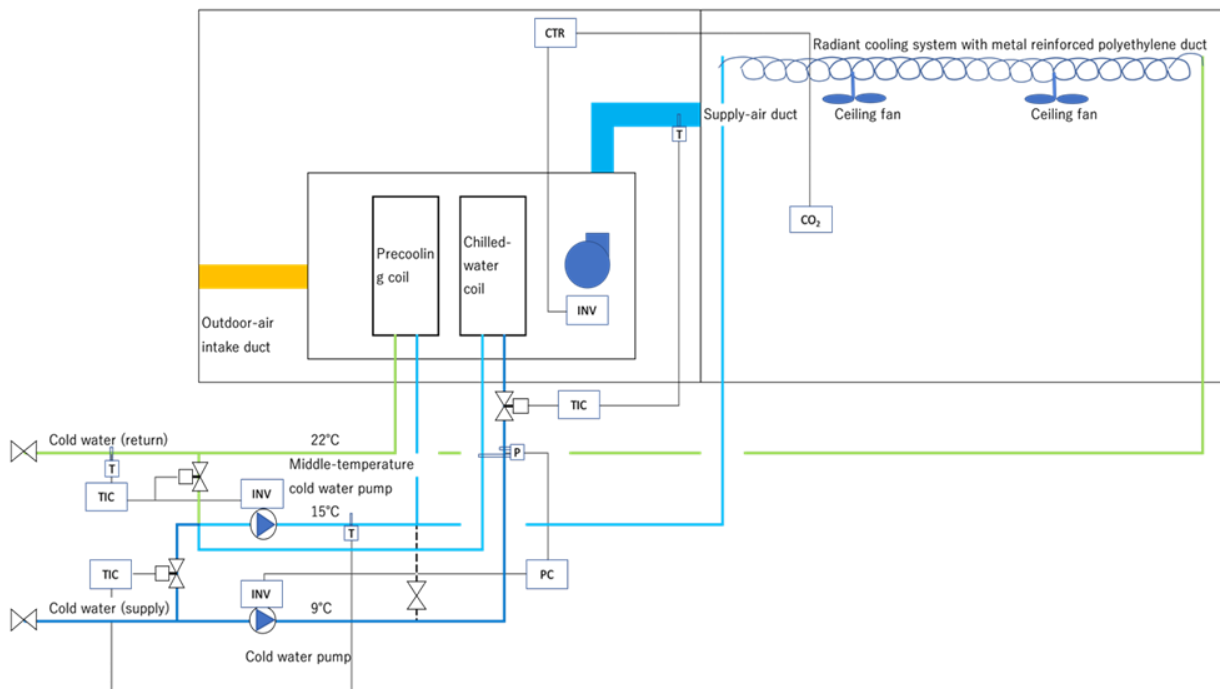 CTR
Radiant cooling system with metal reinforced polyethylene duct
Supply-air duct
Ceiling fan
Ceiling fan
T
CO₂
Precoolin
g coil
Chilled-
water
coil
INV
Outdoor-air
intake duct
TIC
Cold water (return)
22°C
P
T
Middle-temperature
cold water pump
TIC
INV
15°C
T
TIC
PC
INV
Cold water (supply)
9°C
Cold water pump